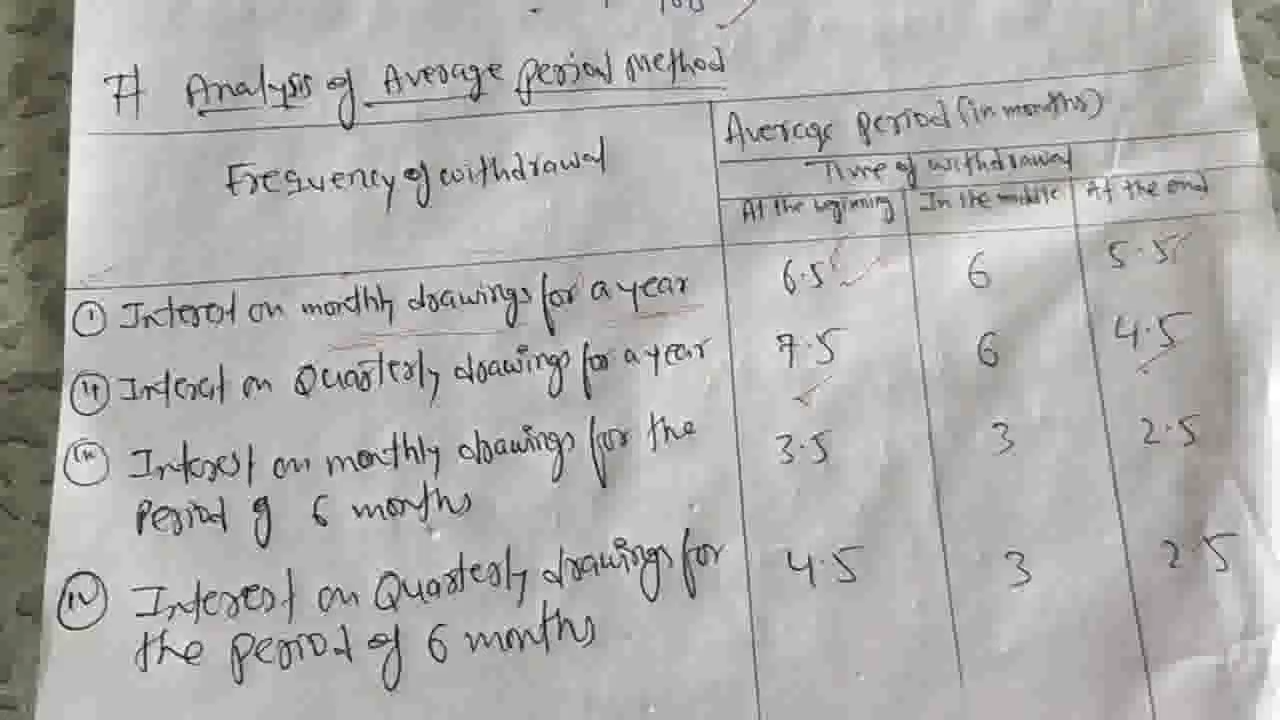 7) Analysis of Average period Method
Average period (in months)
Frequency of withdrawal
Time of withdrawal
At the beginning In the middle At the end
(i) Interest on monthly drawings for a year 6.5 6 5.5
(ii) Interest on Quarterly drawings for a year 7.5 6 4.5
(iii) Interest on monthly drawings for the 3.5 3 2.5
period of 6 months
(iv) Interest on Quarterly drawings for 4.5 3 2.5
the period of 6 months